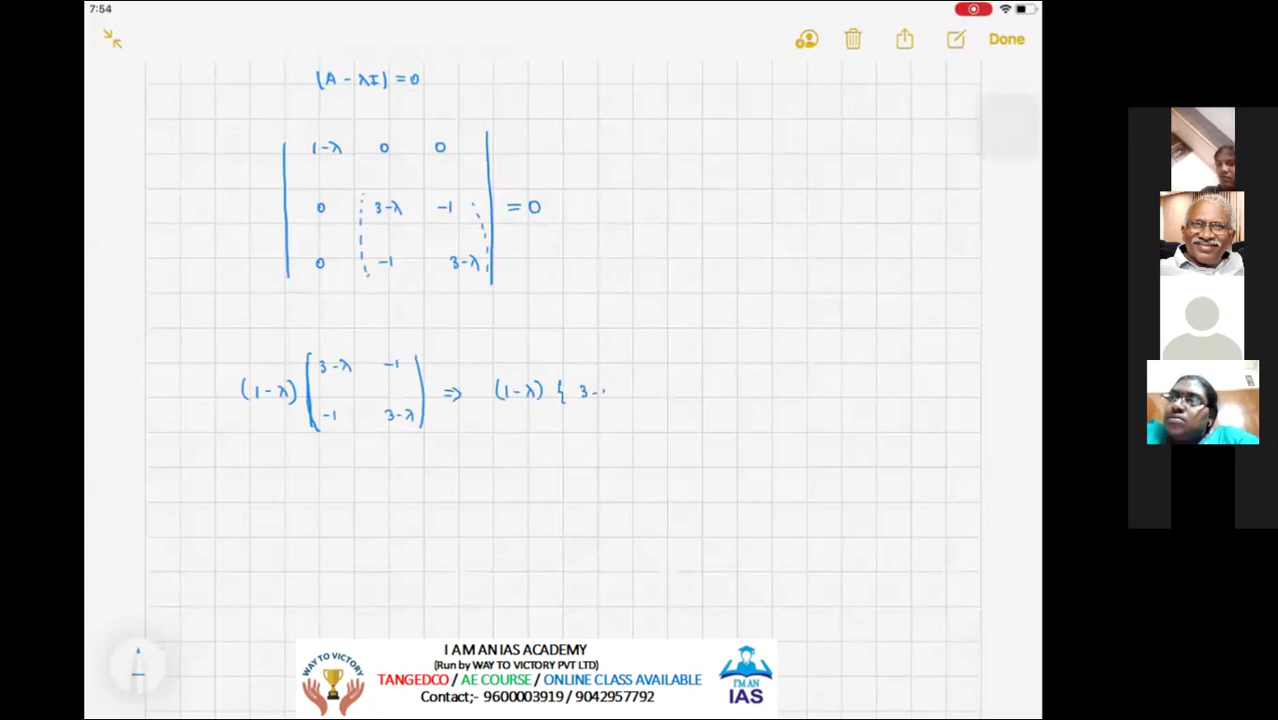 7:54
Done
|A - λI| = 0
1-λ 0 0
0 3-λ -1 = 0
0 -1 3-λ
(1-λ) | 3-λ -1 | ⇒ (1-λ) { 3-
-1 3-λ
WAY TO VICTORY
I AM AN IAS ACADEMY
(Run by WAY TO VICTORY PVT LTD)
TANGEDCO / AE COURSE / ONLINE CLASS AVAILABLE
Contact;- 9600003919 / 9042957792
I'M AN
IAS